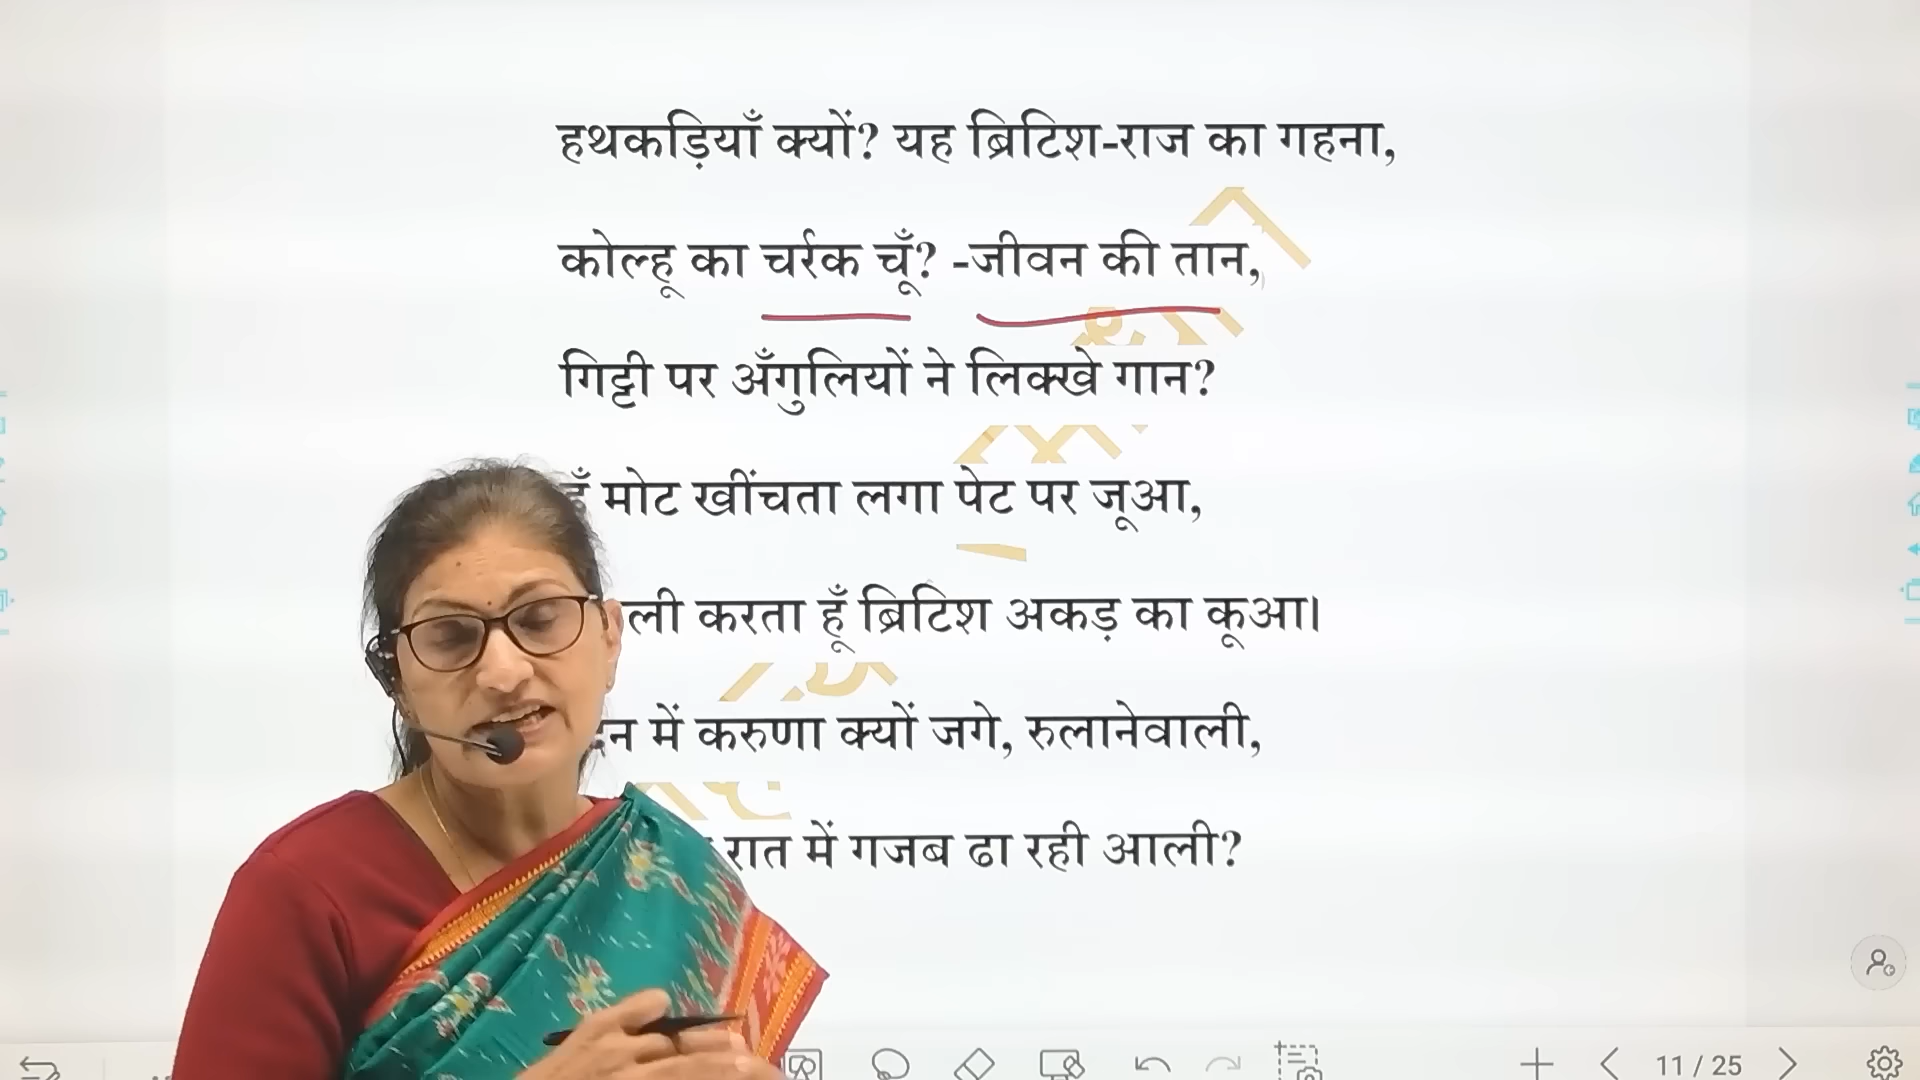 हथकड़ियाँ क्यों? यह ब्रिटिश-राज का गहना,
कोल्हू का चर्रक चूँ? -जीवन की तान,
गिट्टी पर अँगुलियों ने लिक्खे गान?
मोट खींचता लगा पेट पर जूआ,
करता हूँ ब्रिटिश अकड़ का कूआ।
में करुणा क्यों जगे, रुलानेवाली,
रात में गजब ढा रही आली?
11 / 25